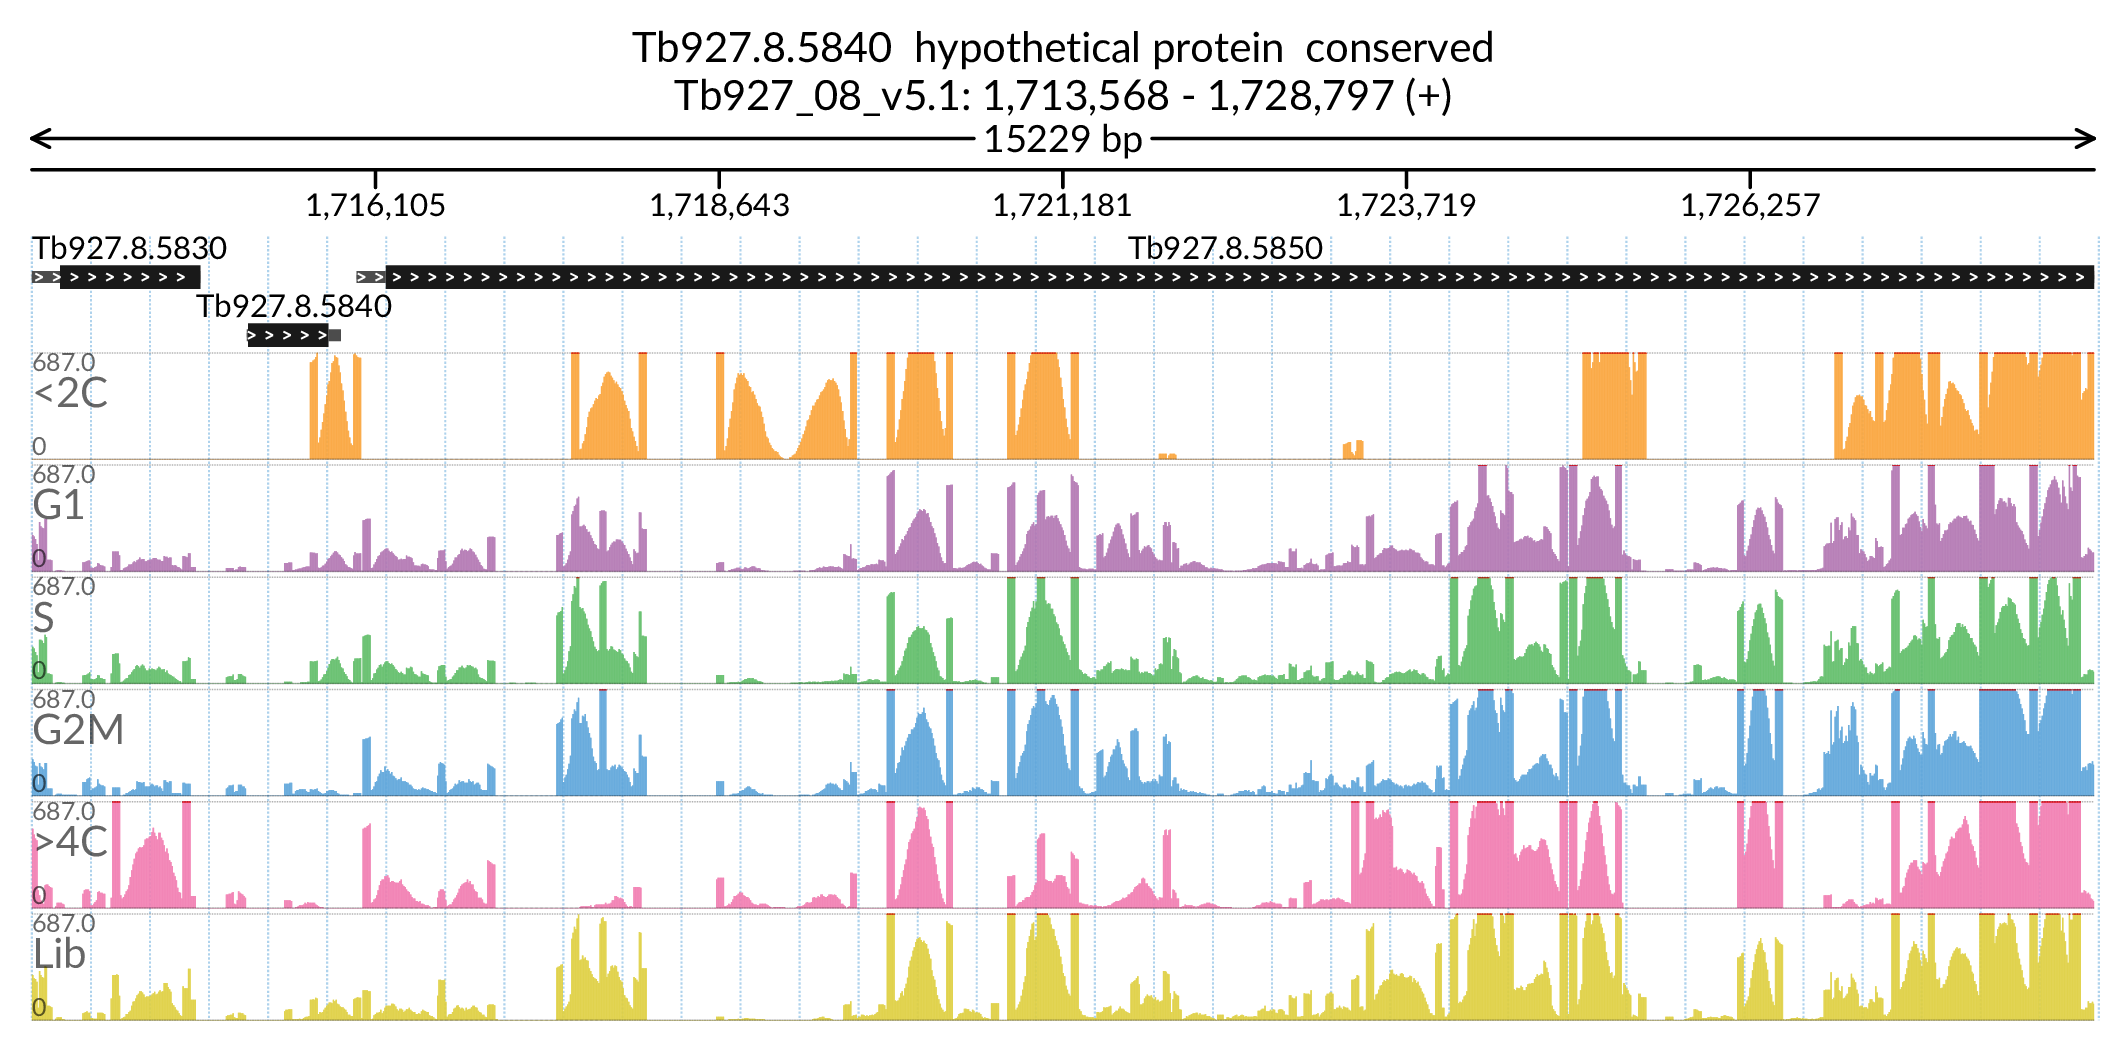 Tb927.8.5840  hypothetical protein  conserved
Tb927_08_v5.1: 1,713,568 - 1,728,797 (+)
15229 bp
1,716,105 1,718,643 1,721,181 1,723,719 1,726,257
Tb927.8.5830 Tb927.8.5850
Tb927.8.5840
687.0
<2C
0
687.0
G1
0
687.0
S
0
687.0
G2M
0
687.0
>4C
0
687.0
Lib
0